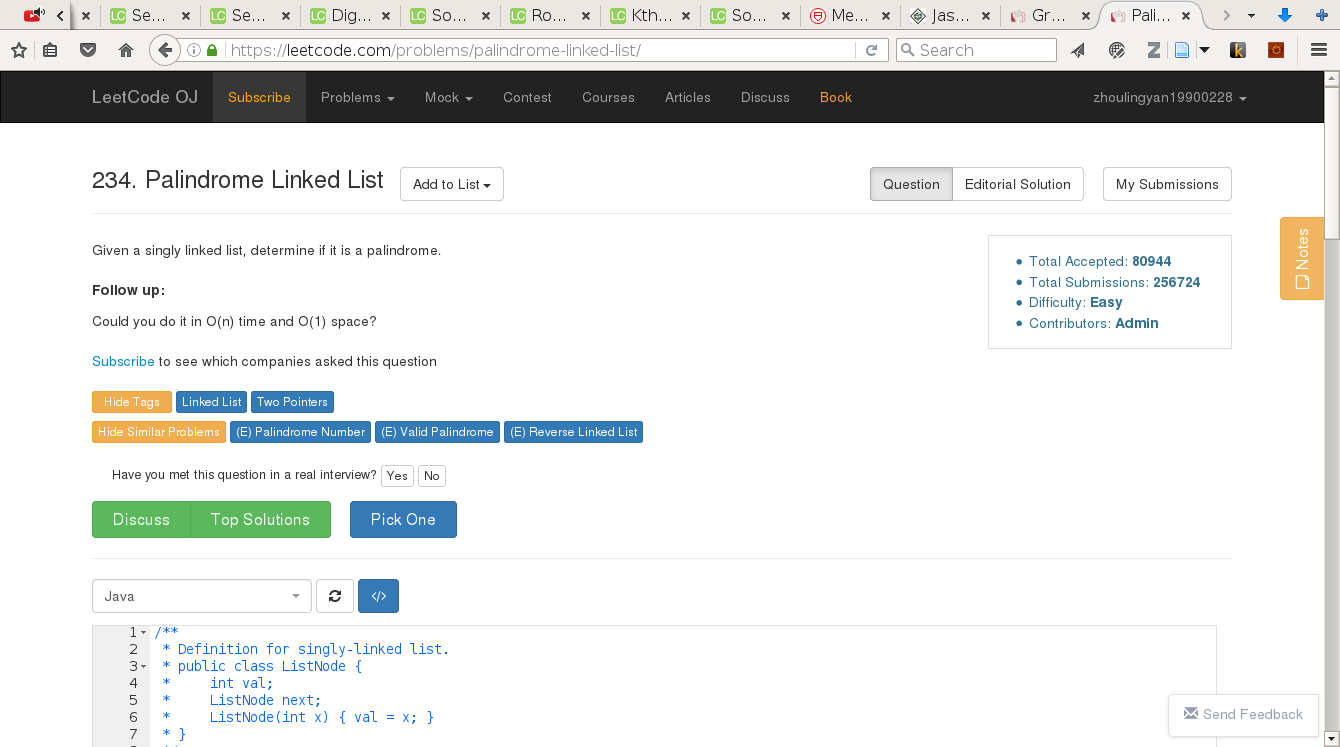 LC Se... LC Se... LC Dig... LC So... LC Ro... LC Kth... LC So... Me... Jas... Gr... Pali...
https://leetcode.com/problems/palindrome-linked-list/ Search
LeetCode OJ Subscribe Problems Mock Contest Courses Articles Discuss Book zhoulingyan19900228
234. Palindrome Linked List Add to List Question Editorial Solution My Submissions
Given a singly linked list, determine if it is a palindrome.
Follow up:
Could you do it in O(n) time and O(1) space?
Subscribe to see which companies asked this question
Total Accepted: 80944
Total Submissions: 256724
Difficulty: Easy
Contributors: Admin
Notes
Hide Tags Linked List Two Pointers
Hide Similar Problems (E) Palindrome Number (E) Valid Palindrome (E) Reverse Linked List
Have you met this question in a real interview? Yes No
Discuss Top Solutions Pick One
Java </>
1 /**
2 * Definition for singly-linked list.
3 * public class ListNode {
4 * int val;
5 * ListNode next;
6 * ListNode(int x) { val = x; }
7 * }
Send Feedback